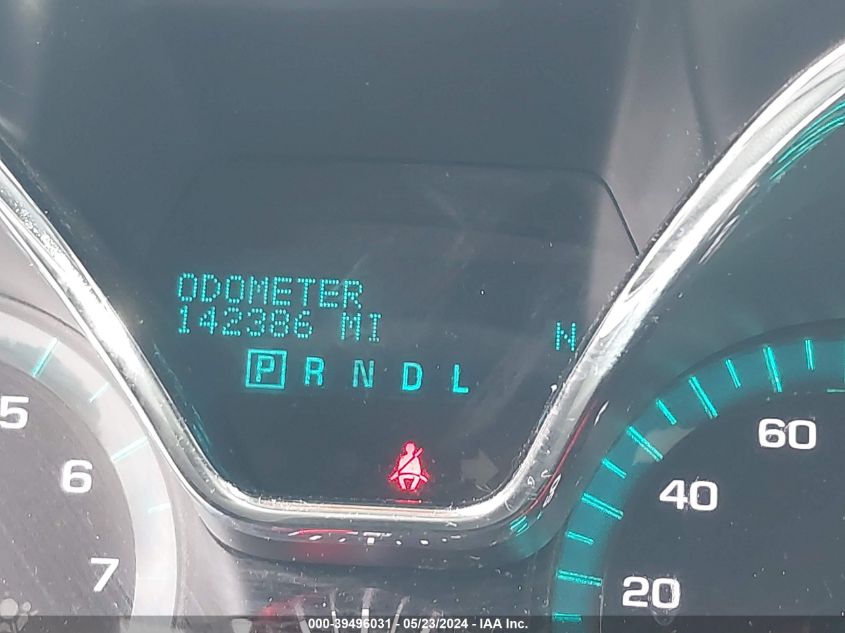 ODOMETER
142386 MI
N
P R N D L
5
6
7
60
40
20
000-39496031 - 05/23/2024 - IAA Inc.